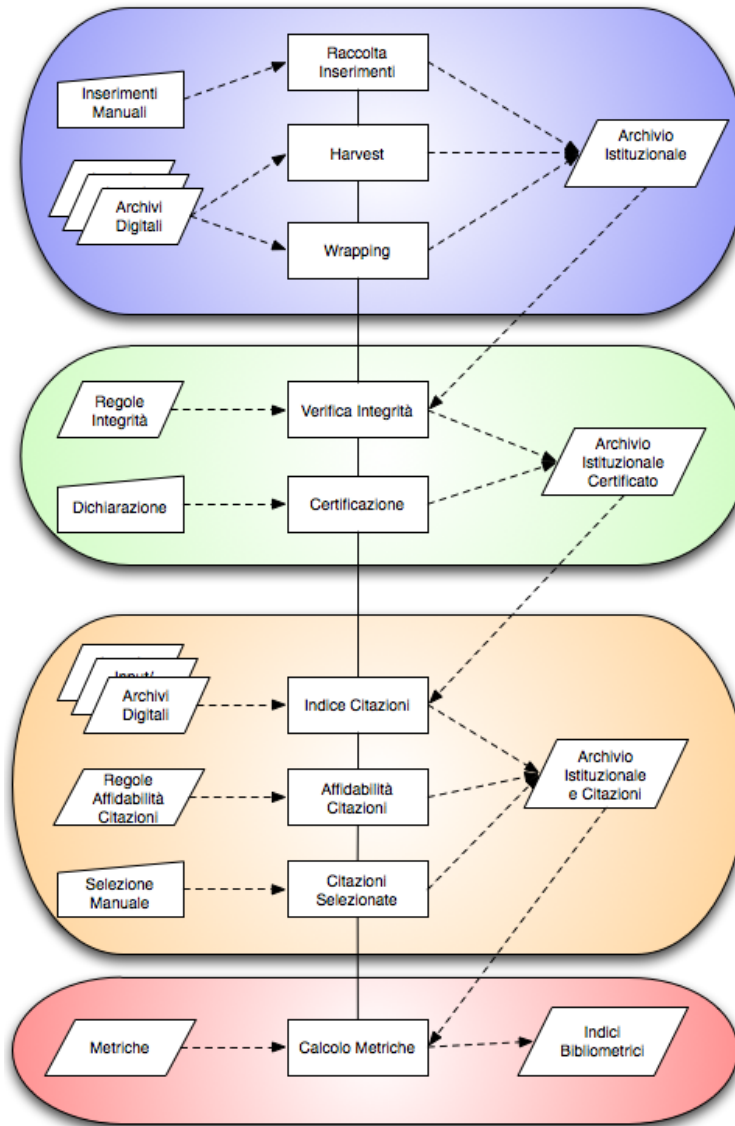 Raccolta
Inserimenti
Inserimenti
Manuali
Harvest
Archivio
Istituzionale
Archivi
Digitali
Wrapping
Regole
Integrità
Verifica Integrità
Archivio
Istituzionale
Certificato
Dichiarazione
Certificazione
Input/
Archivi
Digitali
Indice Citazioni
Regole
Affidabilità
Citazioni
Affidabilità
Citazioni
Archivio
Istituzionale
e Citazioni
Selezione
Manuale
Citazioni
Selezionate
Metriche
Calcolo Metriche
Indici
Bibliometrici